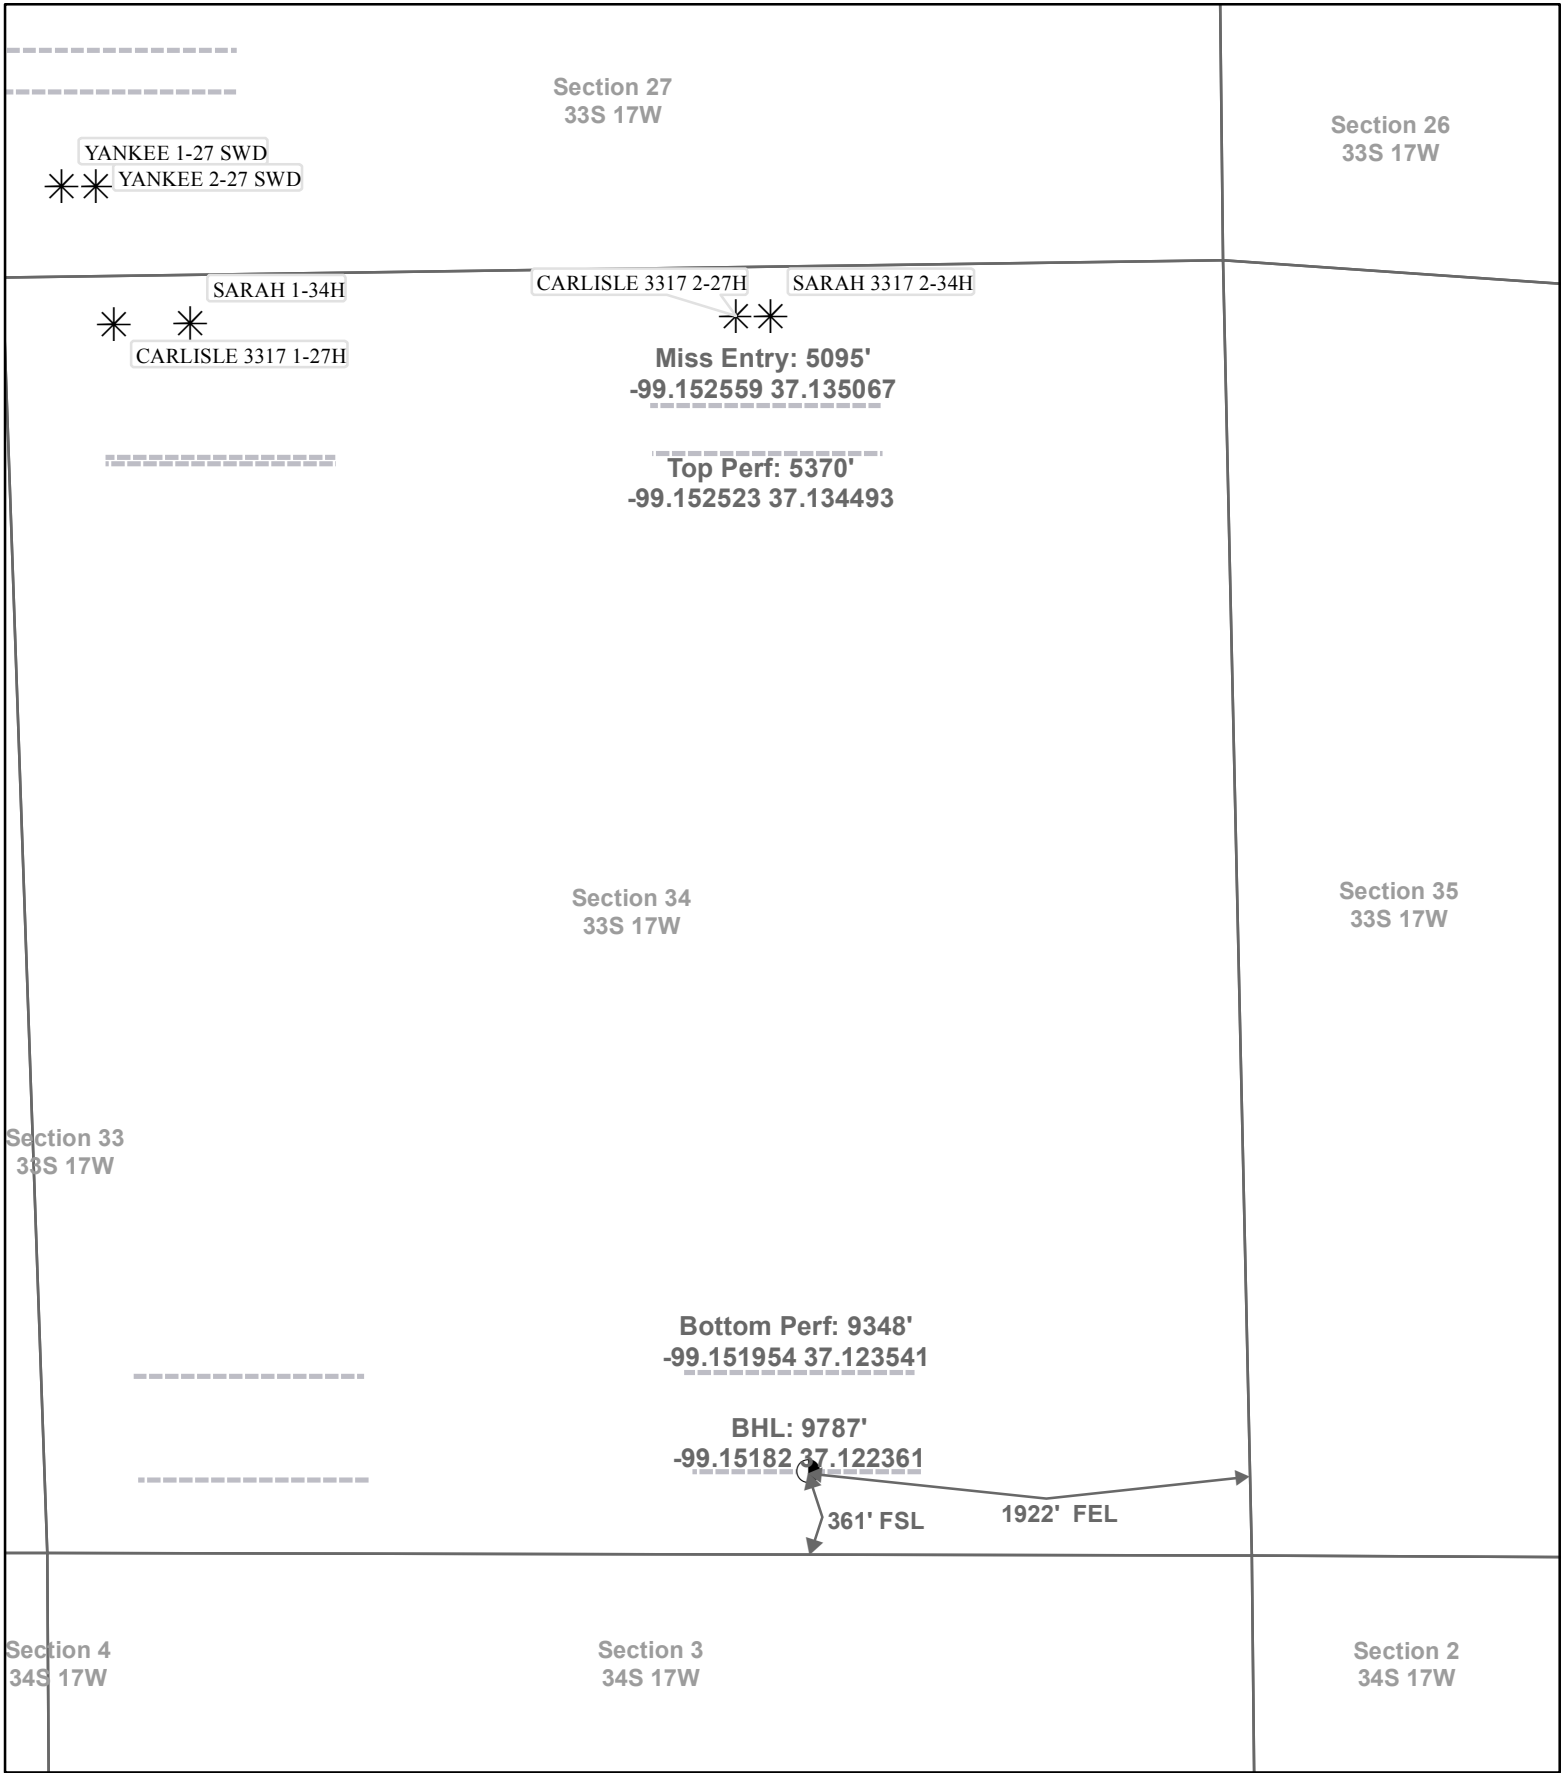 Section 27
33S 17W
Section 26
33S 17W
YANKEE 1-27 SWD
YANKEE 2-27 SWD
SARAH 1-34H
CARLISLE 3317 2-27H
SARAH 3317 2-34H
CARLISLE 3317 1-27H
Miss Entry: 5095'
-99.152559 37.135067
Top Perf: 5370'
-99.152523 37.134493
Section 34
33S 17W
Section 35
33S 17W
Section 33
33S 17W
Bottom Perf: 9348'
-99.151954 37.123541
BHL: 9787'
-99.15182 37.122361
361' FSL
1922' FEL
Section 4
34S 17W
Section 3
34S 17W
Section 2
34S 17W